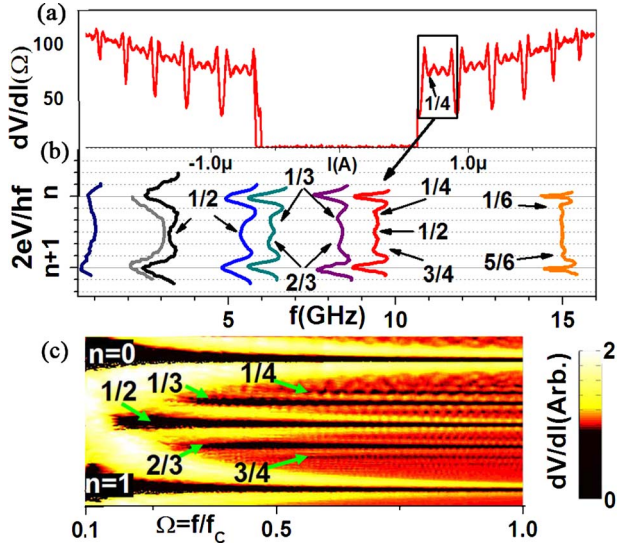 (a)
dV/dI(Ω)
100
50
1/4
-1.0μ I(A) 1.0μ
(b)
2eV/hf
n
n+1
1/2 1/3 1/4 1/6
1/2
2/3 3/4 5/6
5 10 15
f(GHz)
(c)
n=0
1/2 1/3 1/4
2/3 3/4
n=1
0.1 Ω=f/fC 0.5 1.0
2
dV/dI(Arb.)
0